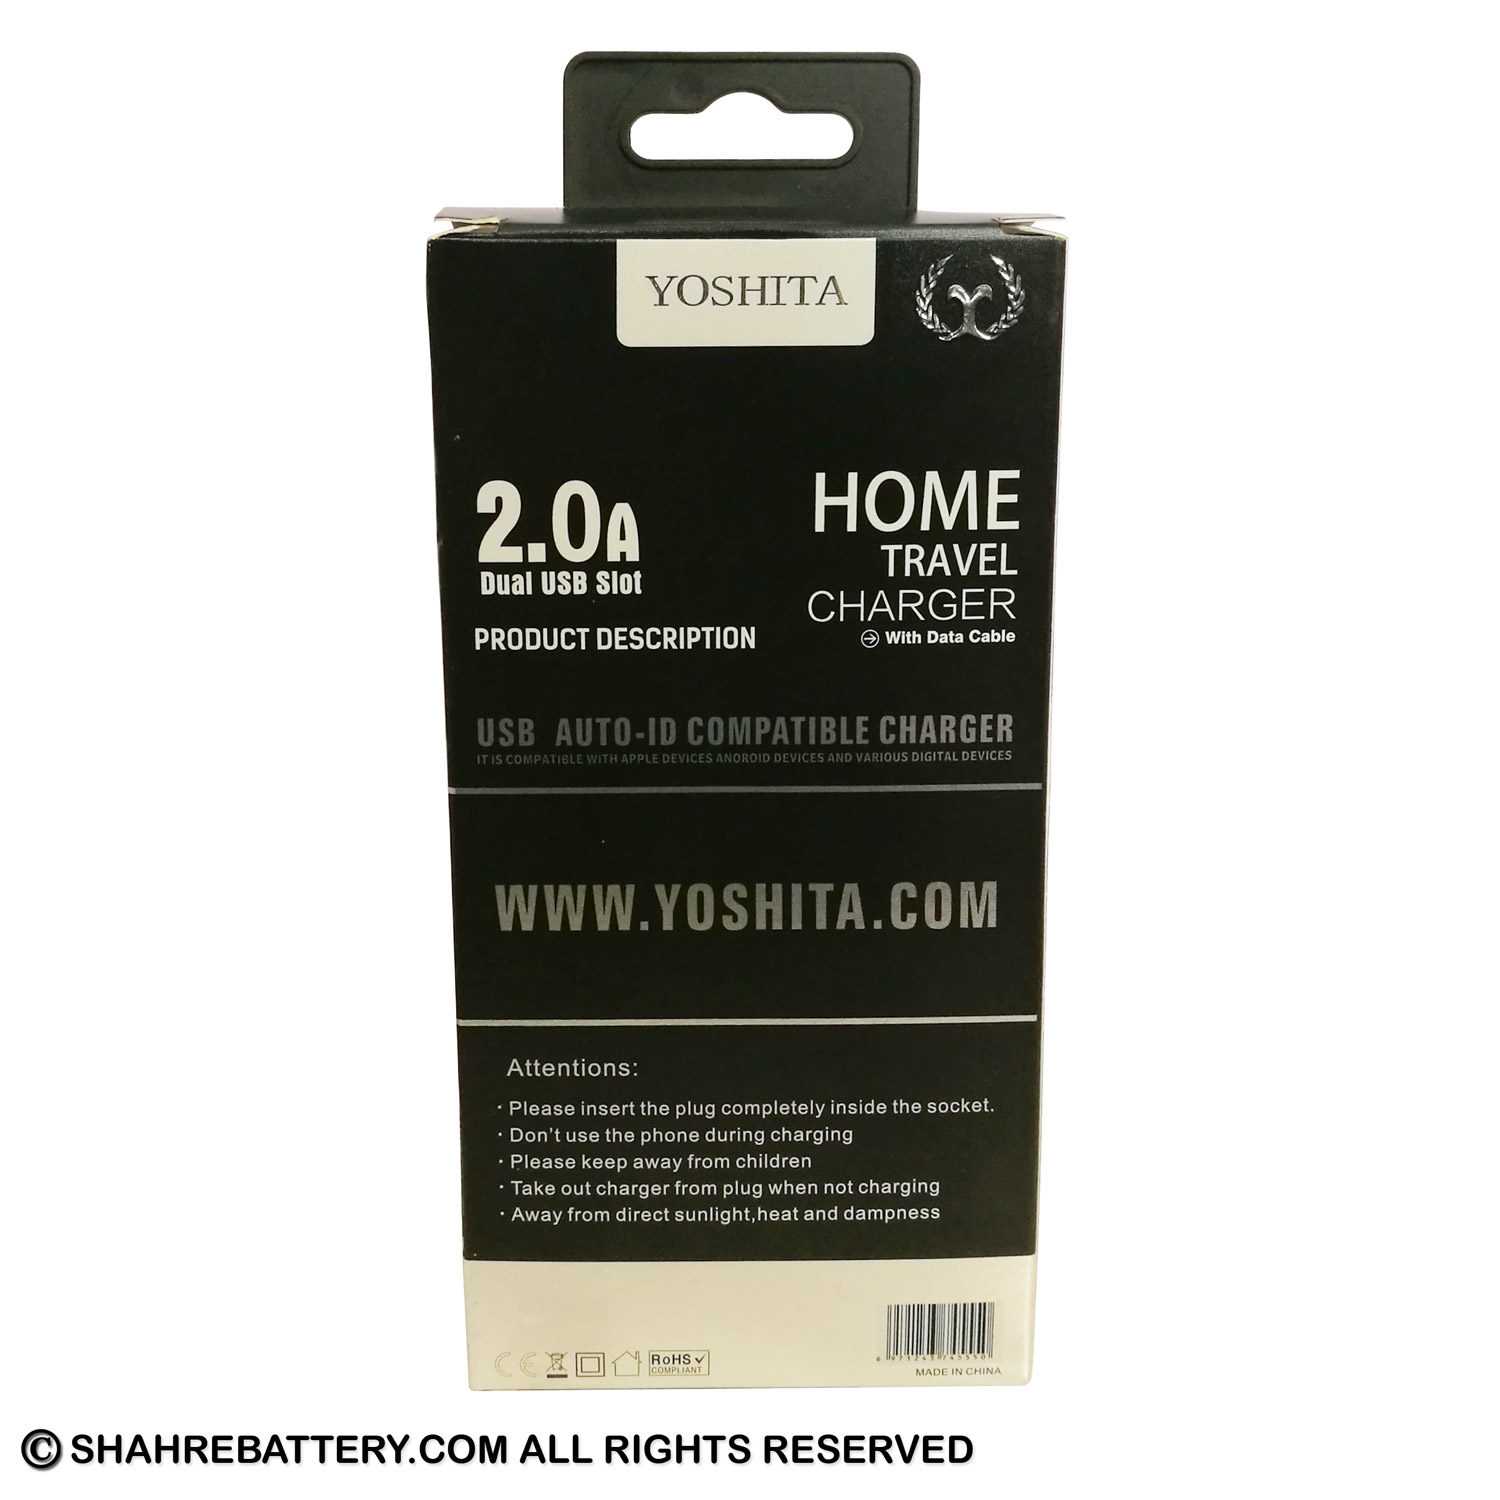 YOSHITA
2.0A
Dual USB Slot
HOME
TRAVEL
CHARGER
With Data Cable
PRODUCT DESCRIPTION
USB AUTO-ID COMPATIBLE CHARGER
IT IS COMPATIBLE WITH APPLE DEVICES ANOROID DEVICES AND VARIOUS DIGITAL DEVICES
WWW.YOSHITA.COM
Attentions:
· Please insert the plug completely inside the socket.
· Don't use the phone during charging
· Please keep away from children
· Take out charger from plug when not charging
· Away from direct sunlight,heat and dampness
CE
RoHS ✓
COMPLIANT
MADE IN CHINA
© SHAHREBATTERY.COM ALL RIGHTS RESERVED